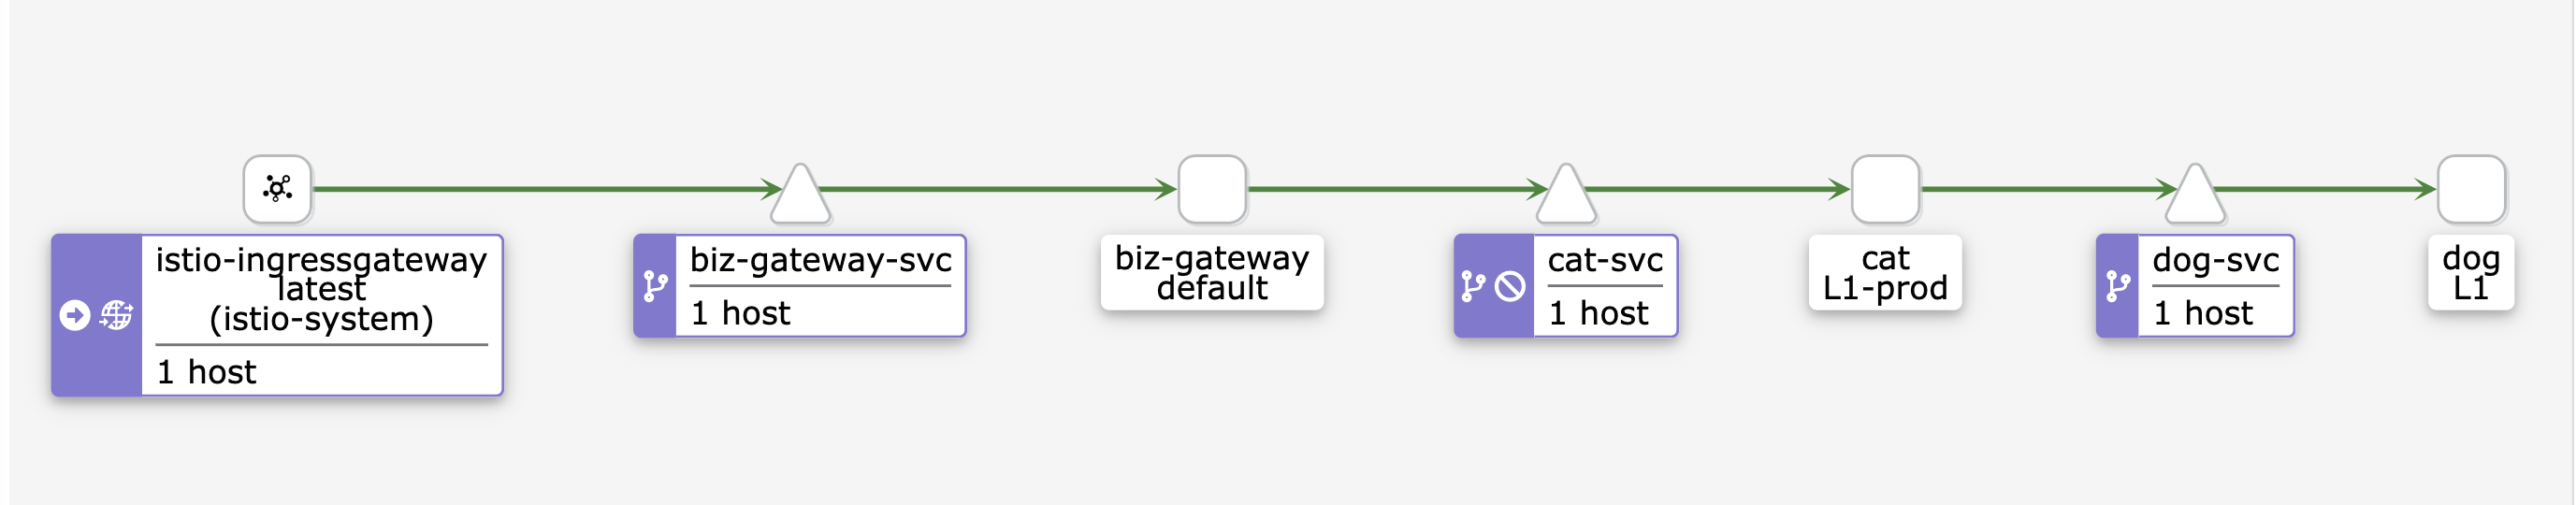 istio-ingressgateway
latest
(istio-system)
1 host
biz-gateway-svc
1 host
biz-gateway
default
cat-svc
1 host
cat
L1-prod
dog-svc
1 host
dog
L1